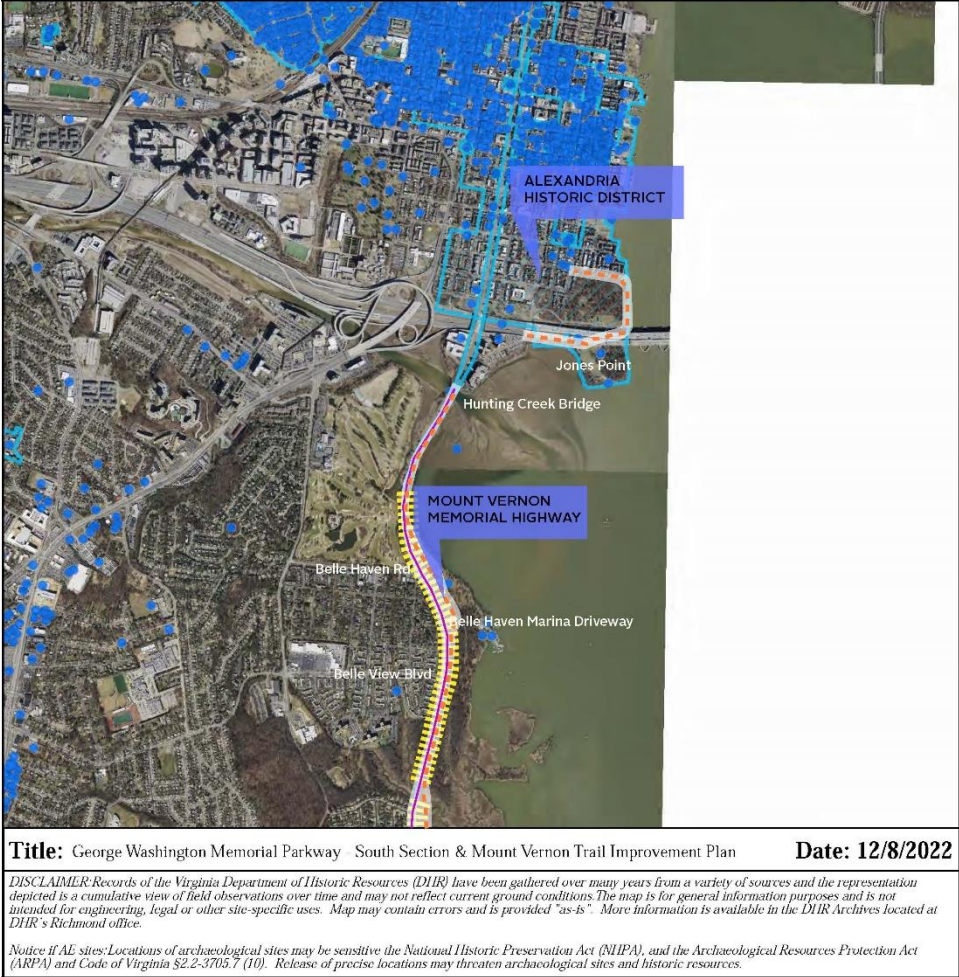 ALEXANDRIA
HISTORIC DISTRICT
Jones Point
Hunting Creek Bridge
MOUNT VERNON
MEMORIAL HIGHWAY
Belle Haven Rd
Belle Haven Marina Driveway
Belle View Blvd
Title: George Washington Memorial Parkway - South Section & Mount Vernon Trail Improvement Plan Date: 12/8/2022
DISCLAIMER:Records of the Virginia Department of Historic Resources (DHR) have been gathered over many years from a variety of sources and the representation
depicted is a cumulative view of field observations over time and may not reflect current ground conditions.The map is for general information purposes and is not
intended for engineering, legal or other site-specific uses. Map may contain errors and is provided "as-is". More information is available in the DHR Archives located at
DHR's Richmond office.
Notice if AE sites:Locations of archaeological sites may be sensitive the National Historic Preservation Act (NHPA), and the Archaeological Resources Protection Act
(ARPA) and Code of Virginia §2.2-3705.7 (10). Release of precise locations may threaten archaeological sites and historic resources.